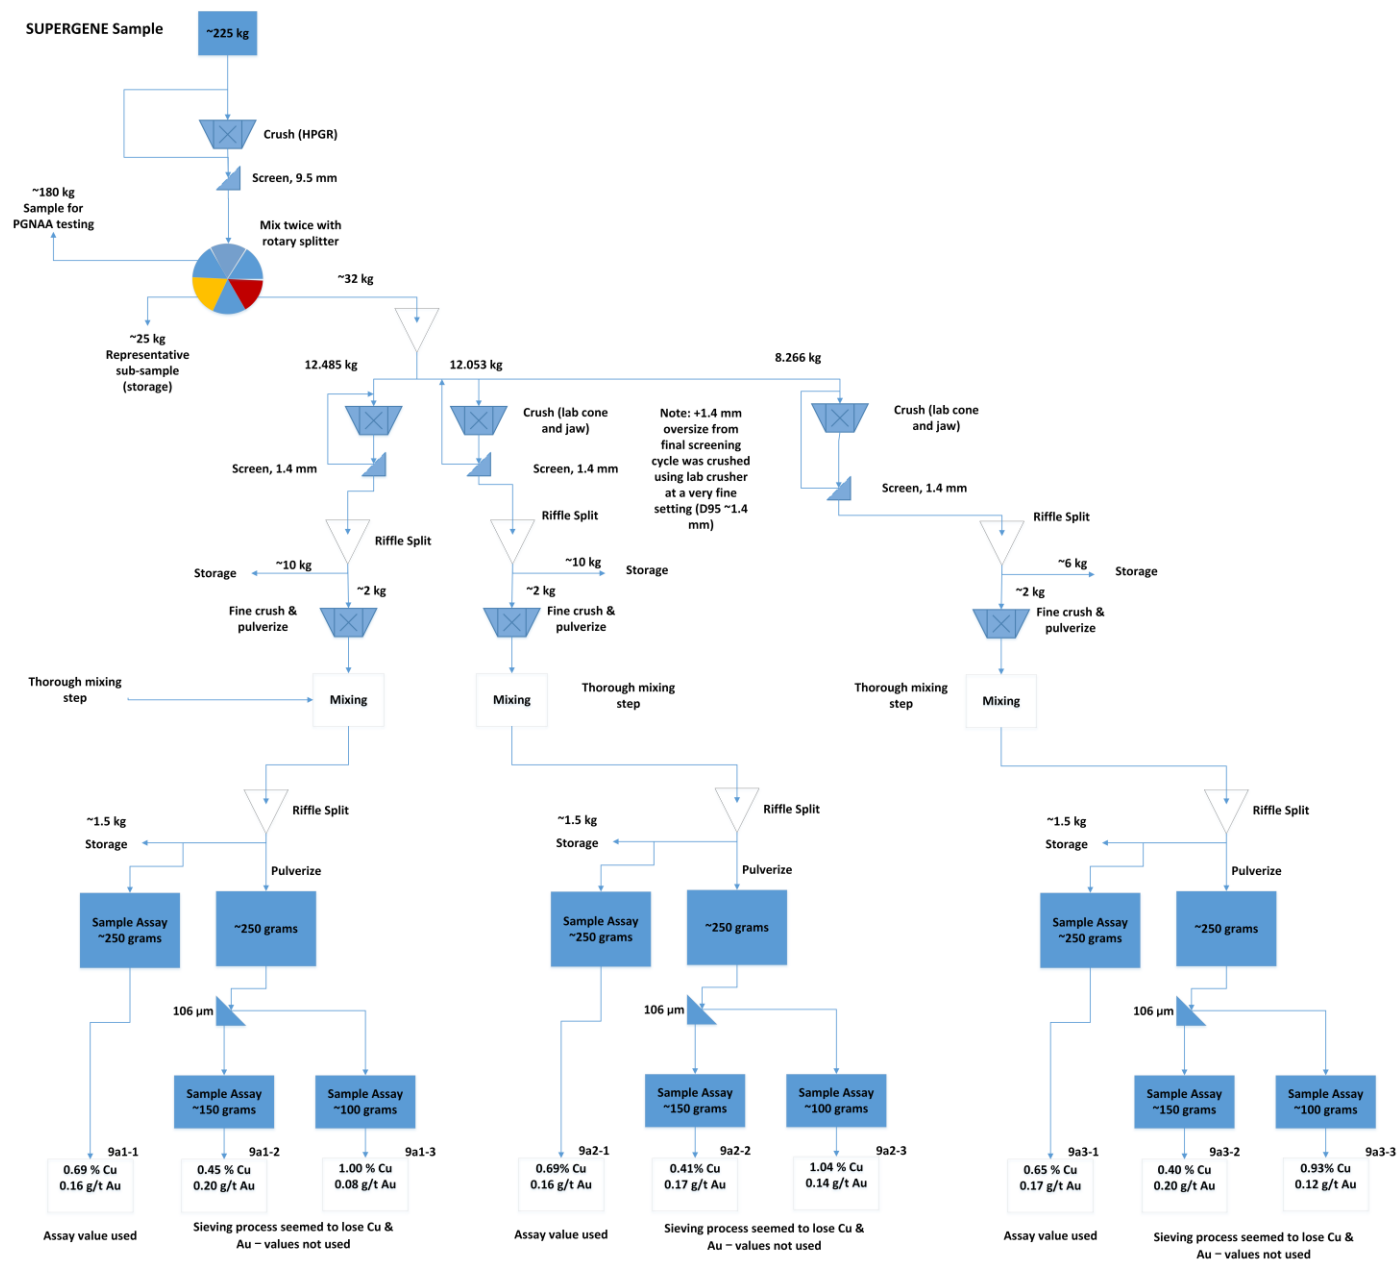 SUPERGENE Sample
~225 kg
Crush (HPGR)
Screen, 9.5 mm
~180 kg
Sample for
PGNAA testing
Mix twice with
rotary splitter
~32 kg
~25 kg
Representative
sub-sample
(storage)
12.485 kg
12.053 kg
8.266 kg
Crush (lab cone
and jaw)
Note: +1.4 mm
oversize from
final screening
cycle was crushed
using lab crusher
at a very fine
setting (D95 ~1.4
mm)
Crush (lab cone
and jaw)
Screen, 1.4 mm
Screen, 1.4 mm
Screen, 1.4 mm
Riffle Split
Riffle Split
Riffle Split
Storage
~10 kg
~10 kg
Storage
~6 kg
Storage
~2 kg
~2 kg
~2 kg
Fine crush &
pulverize
Fine crush &
pulverize
Fine crush &
pulverize
Thorough mixing
step
Mixing
Mixing
Thorough mixing
step
Thorough mixing
step
Mixing
Riffle Split
Riffle Split
Riffle Split
~1.5 kg
Storage
~1.5 kg
Storage
~1.5 kg
Storage
Pulverize
Pulverize
Pulverize
Sample Assay
~250 grams
~250 grams
Sample Assay
~250 grams
~250 grams
Sample Assay
~250 grams
~250 grams
106 µm
106 µm
106 µm
Sample Assay
~150 grams
Sample Assay
~100 grams
Sample Assay
~150 grams
Sample Assay
~100 grams
Sample Assay
~150 grams
Sample Assay
~100 grams
9a1-1
9a1-2
9a1-3
9a2-1
9a2-2
9a2-3
9a3-1
9a3-2
9a3-3
0.69 % Cu
0.16 g/t Au
0.45 % Cu
0.20 g/t Au
1.00 % Cu
0.08 g/t Au
0.69% Cu
0.16 g/t Au
0.41% Cu
0.17 g/t Au
1.04 % Cu
0.14 g/t Au
0.65 % Cu
0.17 g/t Au
0.40 % Cu
0.20 g/t Au
0.93% Cu
0.12 g/t Au
Assay value used
Sieving process seemed to lose Cu &
Au – values not used
Assay value used
Sieving process seemed to lose Cu &
Au – values not used
Assay value used
Sieving process seemed to lose Cu &
Au – values not used